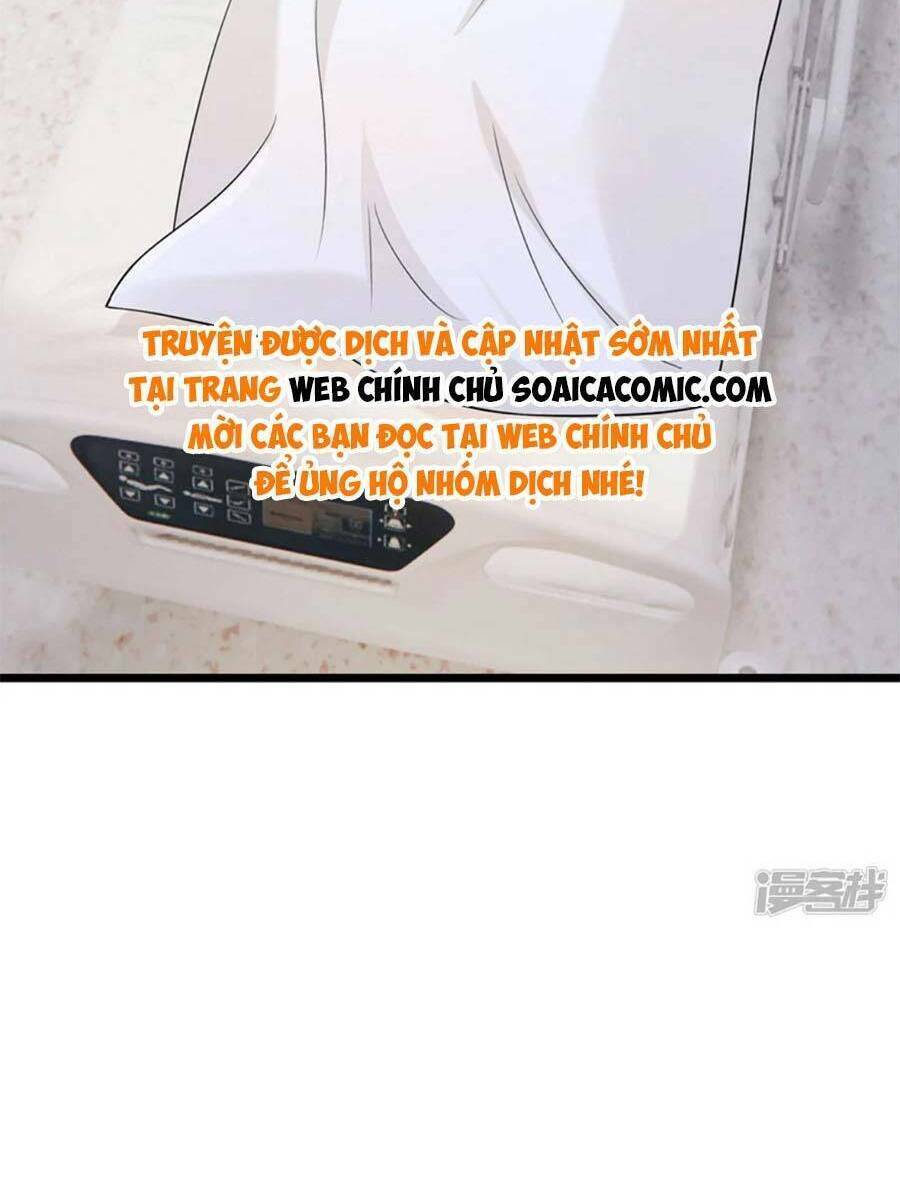 TRUYỆN ĐƯỢC DỊCH VÀ CẬP NHẬT SỚM NHẤT
TẠI TRANG WEB CHÍNH CHỦ SOAICACOMIC.COM
MỜI CÁC BẠN ĐỌC TẠI WEB CHÍNH CHỦ
ĐỂ ỦNG HỘ NHÓM DỊCH NHÉ!
漫客栈